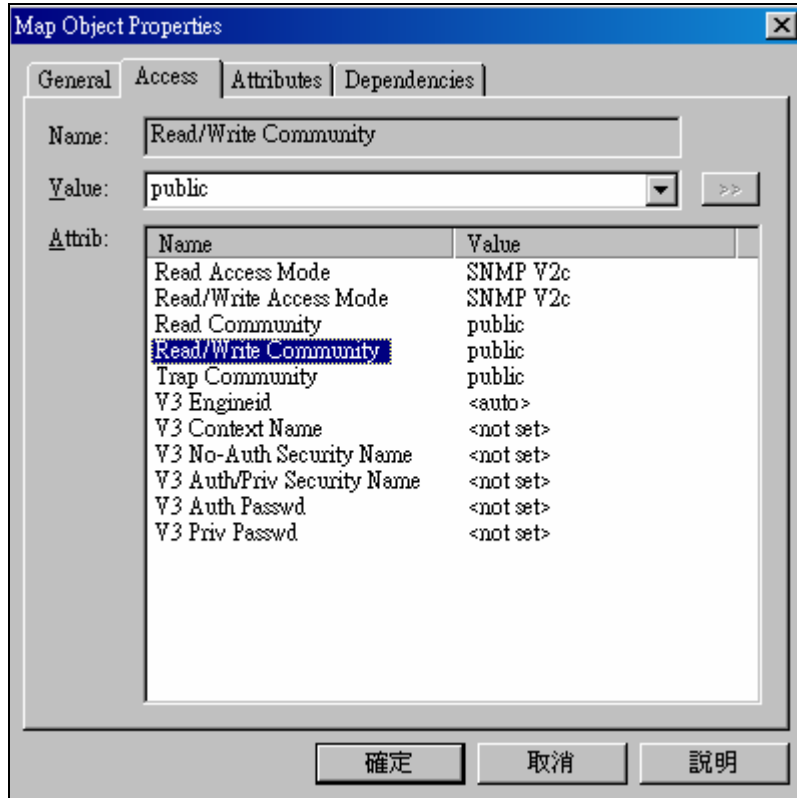 Map Object Properties
General Access Attributes Dependencies
Name: Read/Write Community
Value: public >>
Attrib: Name Value
Read Access Mode SNMP V2c
Read/Write Access Mode SNMP V2c
Read Community public
Read/Write Community public
Trap Community public
V3 Engineid <auto>
V3 Context Name <not set>
V3 No-Auth Security Name <not set>
V3 Auth/Priv Security Name <not set>
V3 Auth Passwd <not set>
V3 Priv Passwd <not set>
確定 取消 說明